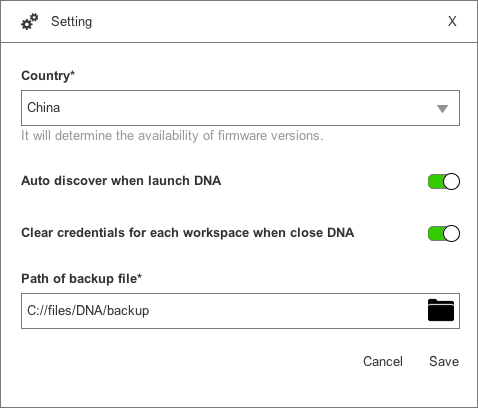 Setting X
Country*
China
It will determine the availability of firmware versions.
Auto discover when launch DNA
Clear credentials for each workspace when close DNA
Path of backup file*
C://files/DNA/backup
Cancel Save